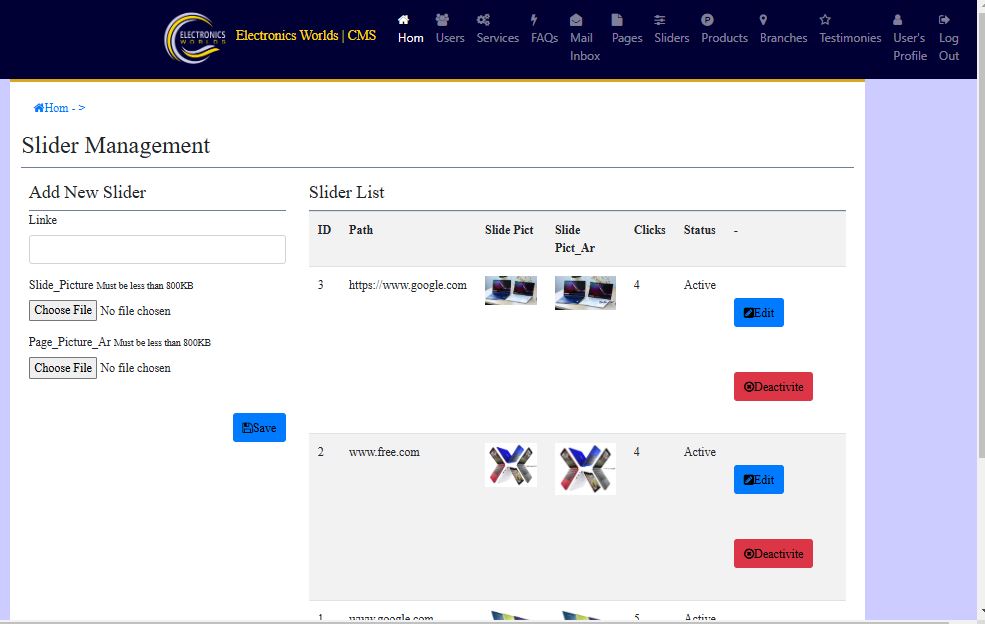 ELECTRONICS
WORLDS
Electronics Worlds | CMS
Hom
Users
Services
FAQs
Mail Inbox
Pages
Sliders
Products
Branches
Testimonies
User's Profile
Log Out
Hom - >
Slider Management
Add New Slider
Linke
Slide_Picture Must be less than 800KB
Choose File No file chosen
Page_Picture_Ar Must be less than 800KB
Choose File No file chosen
Save
Slider List
ID Path Slide Pict Slide Pict_Ar Clicks Status -
3 https://www.google.com 4 Active
Edit
Deactivite
2 www.free.com 4 Active
Edit
Deactivite
1 www.google.com 5 Active